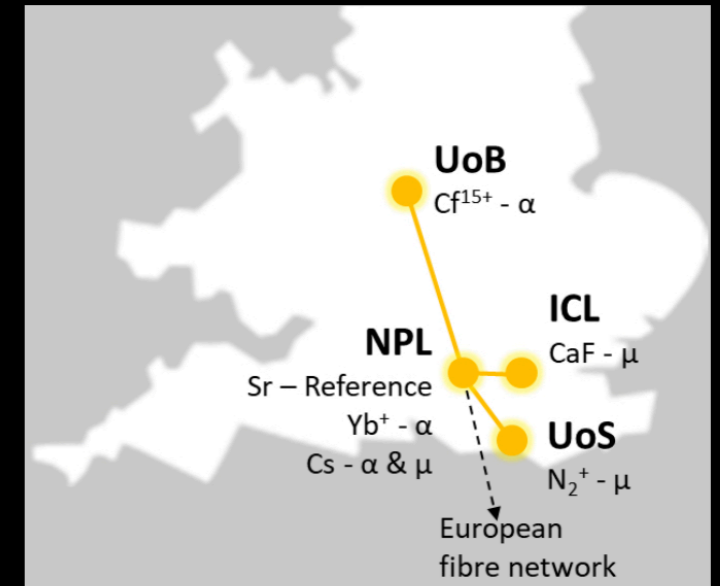 UoB
Cf¹⁵⁺ - α
ICL
CaF - μ
NPL
Sr – Reference
Yb⁺ - α
Cs - α & μ
UoS
N₂⁺ - μ
European
fibre network